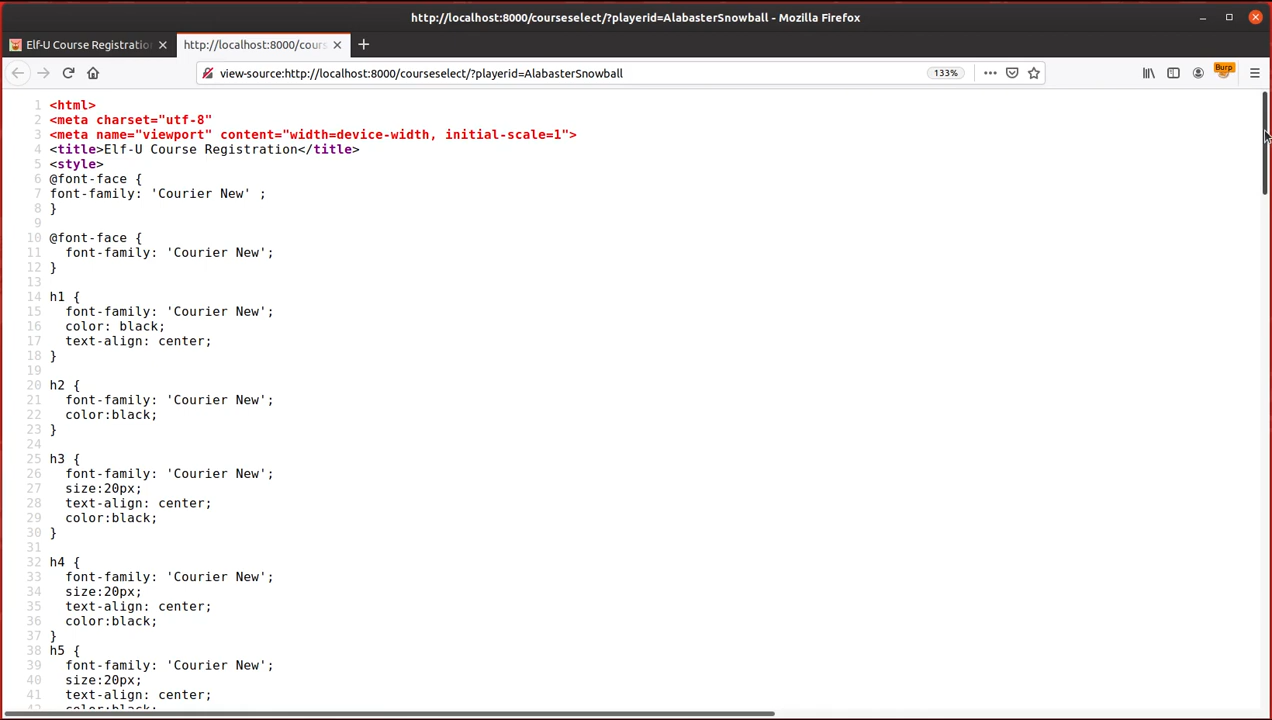 http://localhost:8000/courseselect/?playerid=AlabasterSnowball - Mozilla Firefox
Elf-U Course Registratio
http://localhost:8000/cours
view-source:http://localhost:8000/courseselect/?playerid=AlabasterSnowball
133%
Burp
1 <html>
2 <meta charset="utf-8"
3 <meta name="viewport" content="width=device-width, initial-scale=1">
4 <title>Elf-U Course Registration</title>
5 <style>
6 @font-face {
7 font-family: 'Courier New' ;
8 }
9
10 @font-face {
11   font-family: 'Courier New';
12 }
13
14 h1 {
15   font-family: 'Courier New';
16   color: black;
17   text-align: center;
18 }
19
20 h2 {
21   font-family: 'Courier New';
22   color:black;
23 }
24
25 h3 {
26   font-family: 'Courier New';
27   size:20px;
28   text-align: center;
29   color:black;
30 }
31
32 h4 {
33   font-family: 'Courier New';
34   size:20px;
35   text-align: center;
36   color:black;
37 }
38 h5 {
39   font-family: 'Courier New';
40   size:20px;
41   text-align: center;
42   color:black;